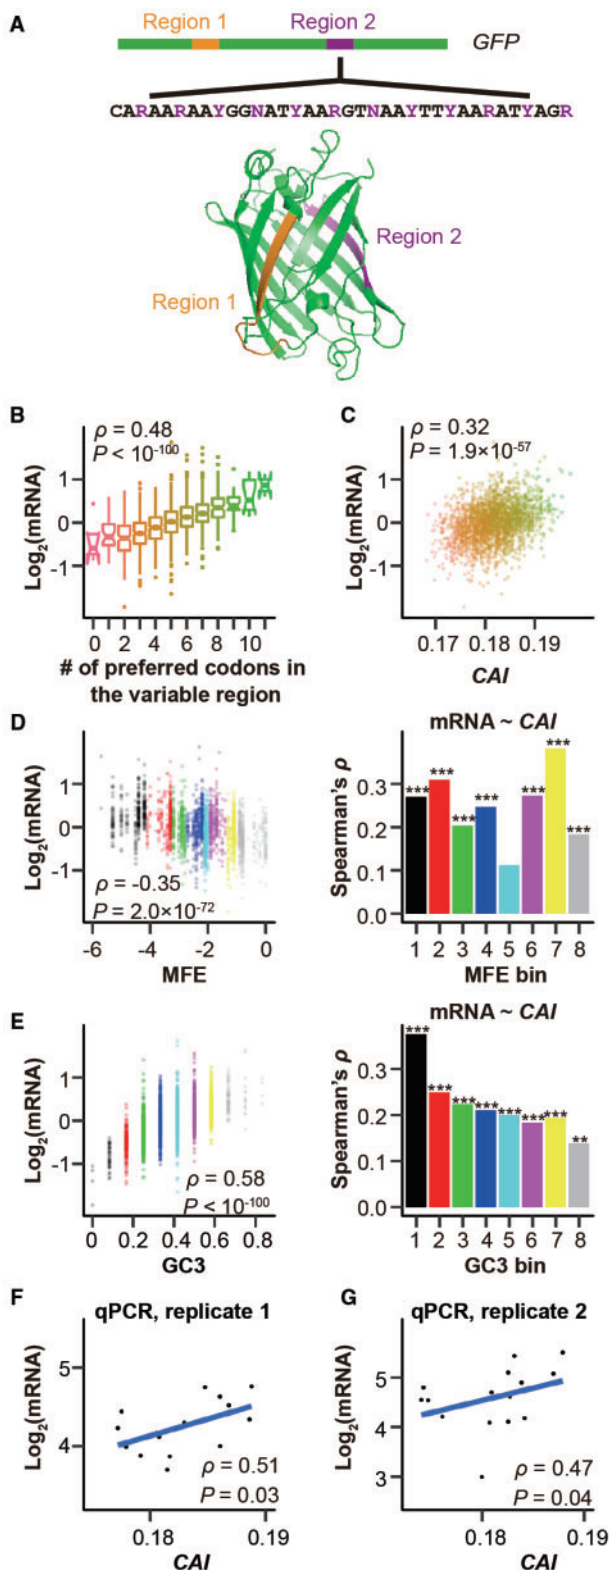 A
Region 1 Region 2
GFP
CARAARAAYGGNATYAARGTNAAYTTYAARATYAGR
Region 2
Region 1
B
ρ = 0.48
P < 10⁻¹⁰⁰
Log₂(mRNA)
1
0
-1
0 2 4 6 8 10
# of preferred codons in
the variable region
C
ρ = 0.32
P = 1.9×10⁻⁵⁷
Log₂(mRNA)
1
0
-1
0.17 0.18 0.19
CAI
D
Log₂(mRNA)
1
0
-1
ρ = -0.35
P = 2.0×10⁻⁷²
-6 -4 -2 0
MFE
mRNA ~ CAI
Spearman's ρ
0.3
0.2
0.1
0.0
*** *** *** *** *** *** ***
1 2 3 4 5 6 7 8
MFE bin
E
Log₂(mRNA)
1
0
-1
ρ = 0.58
P < 10⁻¹⁰⁰
0 0.2 0.4 0.6 0.8
GC3
mRNA ~ CAI
Spearman's ρ
0.3
0.2
0.1
0.0
*** *** *** *** *** *** *** **
1 2 3 4 5 6 7 8
GC3 bin
F
qPCR, replicate 1
Log₂(mRNA)
5
4
ρ = 0.51
P = 0.03
0.18 0.19
CAI
G
qPCR, replicate 2
Log₂(mRNA)
5
4
3
ρ = 0.47
P = 0.04
0.18 0.19
CAI